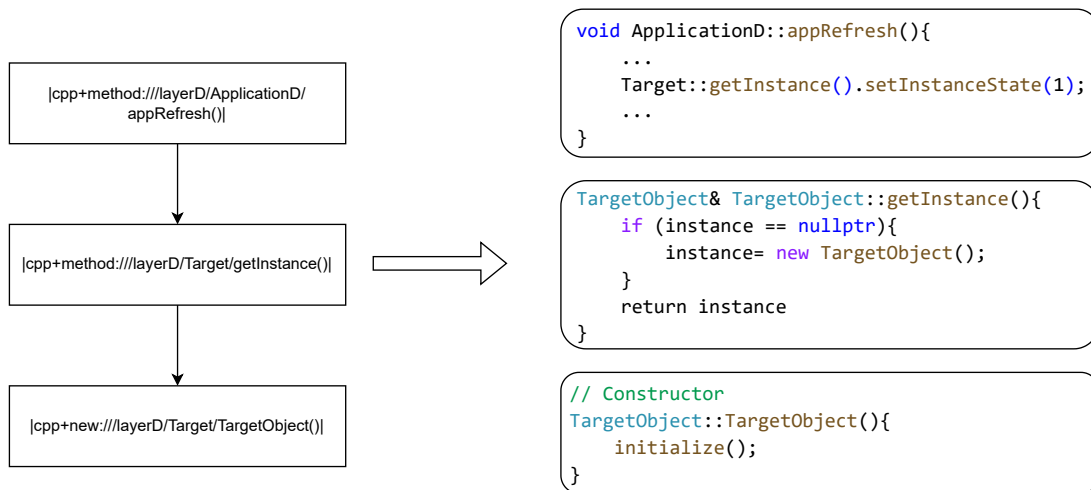 |cpp+method:///layerD/ApplicationD/
appRefresh()|
|cpp+method:///layerD/Target/getInstance()|
|cpp+new:///layerD/Target/TargetObject()|
void ApplicationD::appRefresh(){
...
Target::getInstance().setInstanceState(1);
...
}
TargetObject& TargetObject::getInstance(){
if (instance == nullptr){
instance= new TargetObject();
}
return instance
}
// Constructor
TargetObject::TargetObject(){
initialize();
}